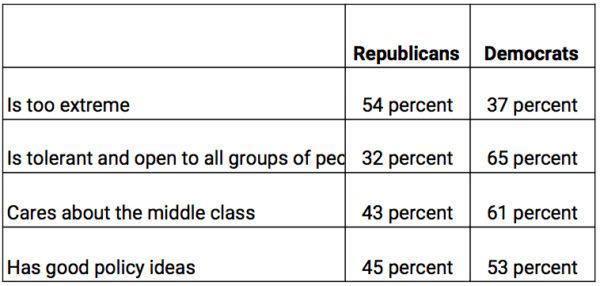 Republicans Democrats
Is too extreme 54 percent 37 percent
Is tolerant and open to all groups of 32 percent 65 percent
Cares about the middle class 43 percent 61 percent
Has good policy ideas 45 percent 53 percent